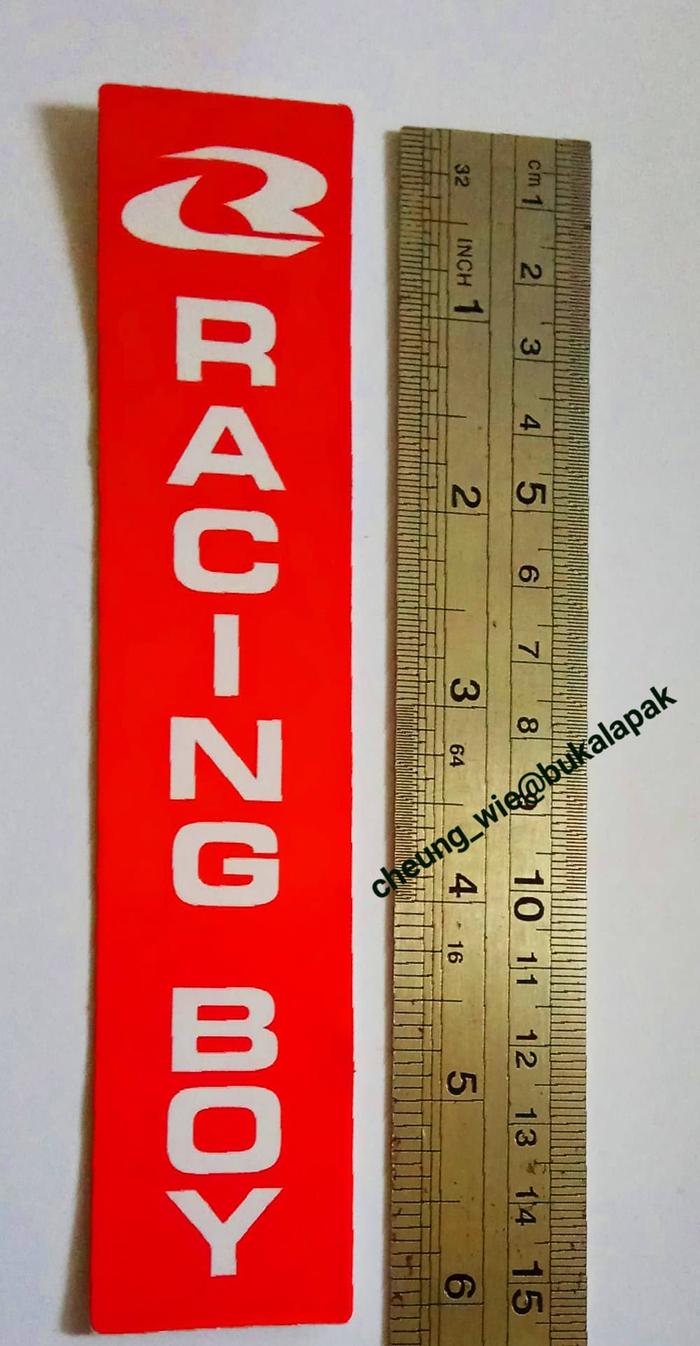 RACING BOY
cm 1 2 3 4 5 6 7 8 9 10 11 12 13 14 15
32 INCH 1 2 3 64 4 16 5 6
cheung_wie@bukalapak